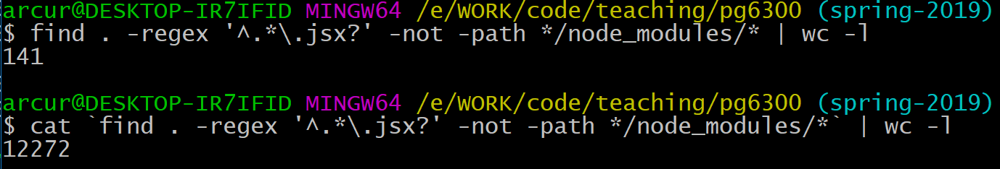 arcur@DESKTOP-IR7IFID MINGW64 /e/WORK/code/teaching/pg6300 (spring-2019)
$ find . -regex '^.*\.jsx?' -not -path */node_modules/* | wc -l
141
arcur@DESKTOP-IR7IFID MINGW64 /e/WORK/code/teaching/pg6300 (spring-2019)
$ cat `find . -regex '^.*\.jsx?' -not -path */node_modules/*` | wc -l
12272